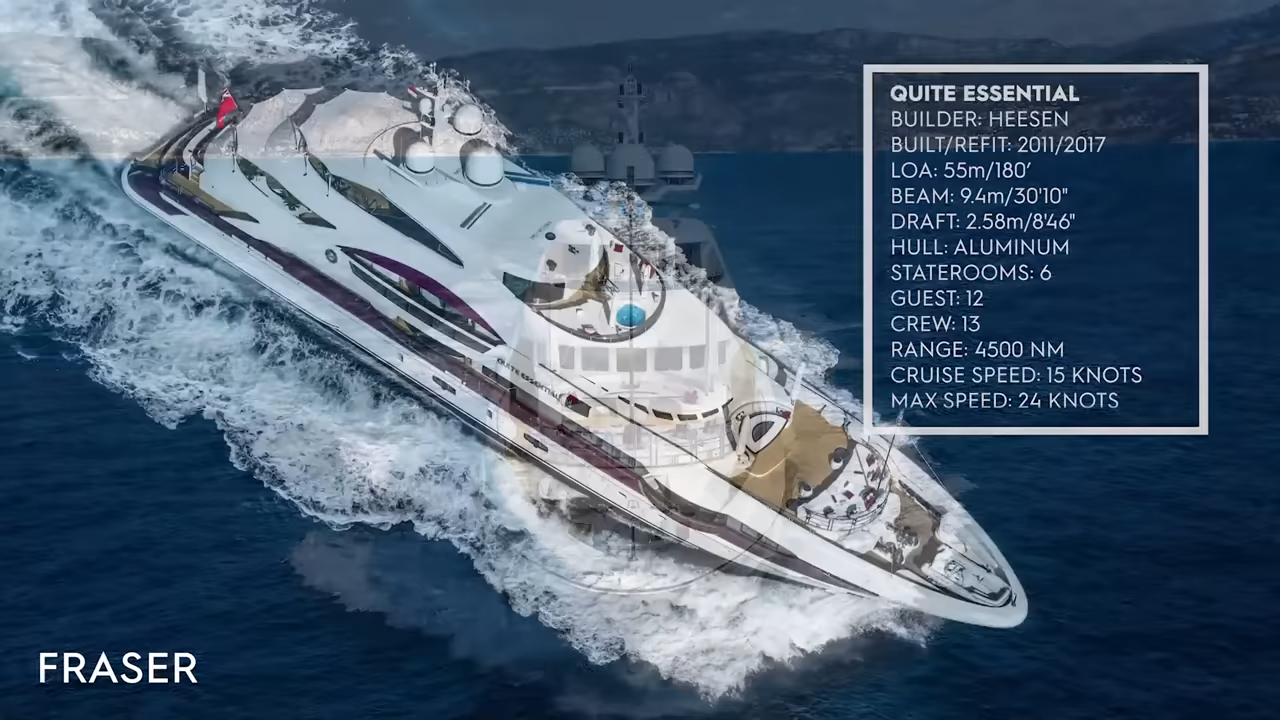 QUITE ESSENTIAL
BUILDER: HEESEN
BUILT/REFIT: 2011/2017
LOA: 55m/180′
BEAM: 9.4m/30'10"
DRAFT: 2.58m/8'46"
HULL: ALUMINUM
STATEROOMS: 6
GUEST: 12
CREW: 13
RANGE: 4500 NM
CRUISE SPEED: 15 KNOTS
MAX SPEED: 24 KNOTS
QUITE ESSENTIAL
FRASER